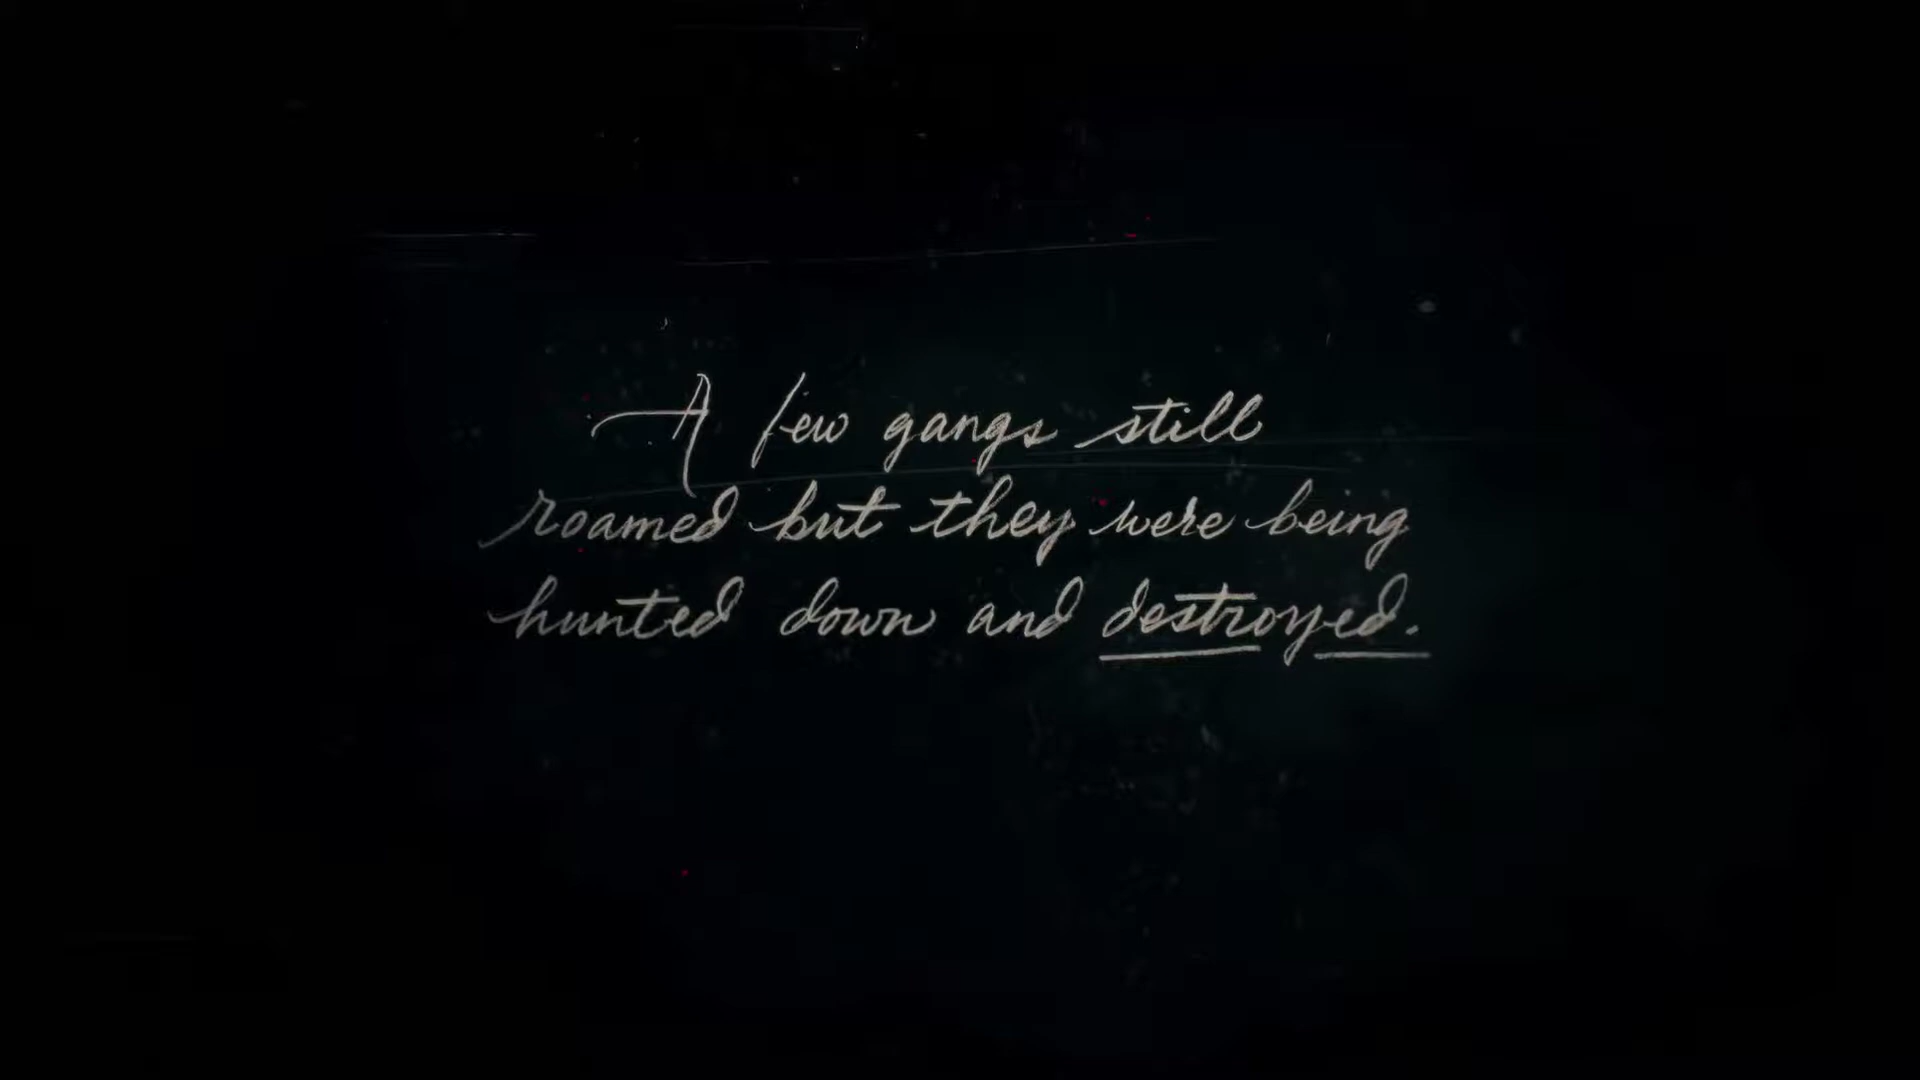 A few gangs still
roamed but they were being
hunted down and destroyed.